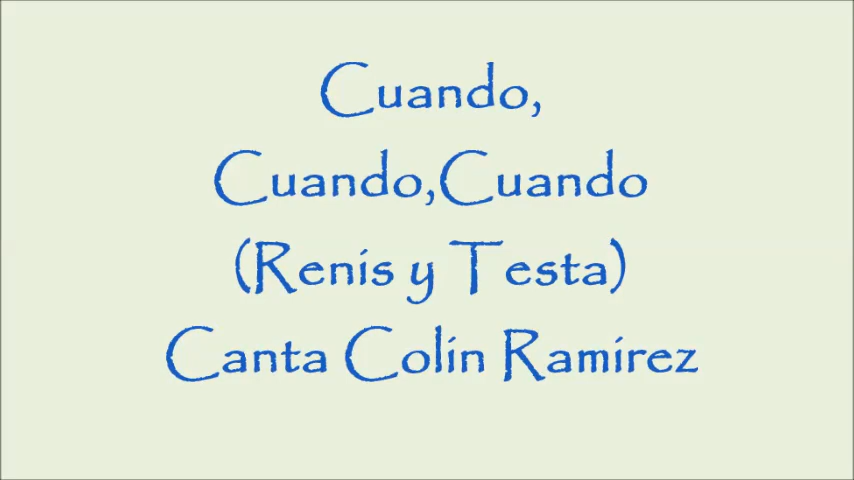 Cuando,
Cuando,Cuando
(Renis y Testa)
Canta Colin Ramirez